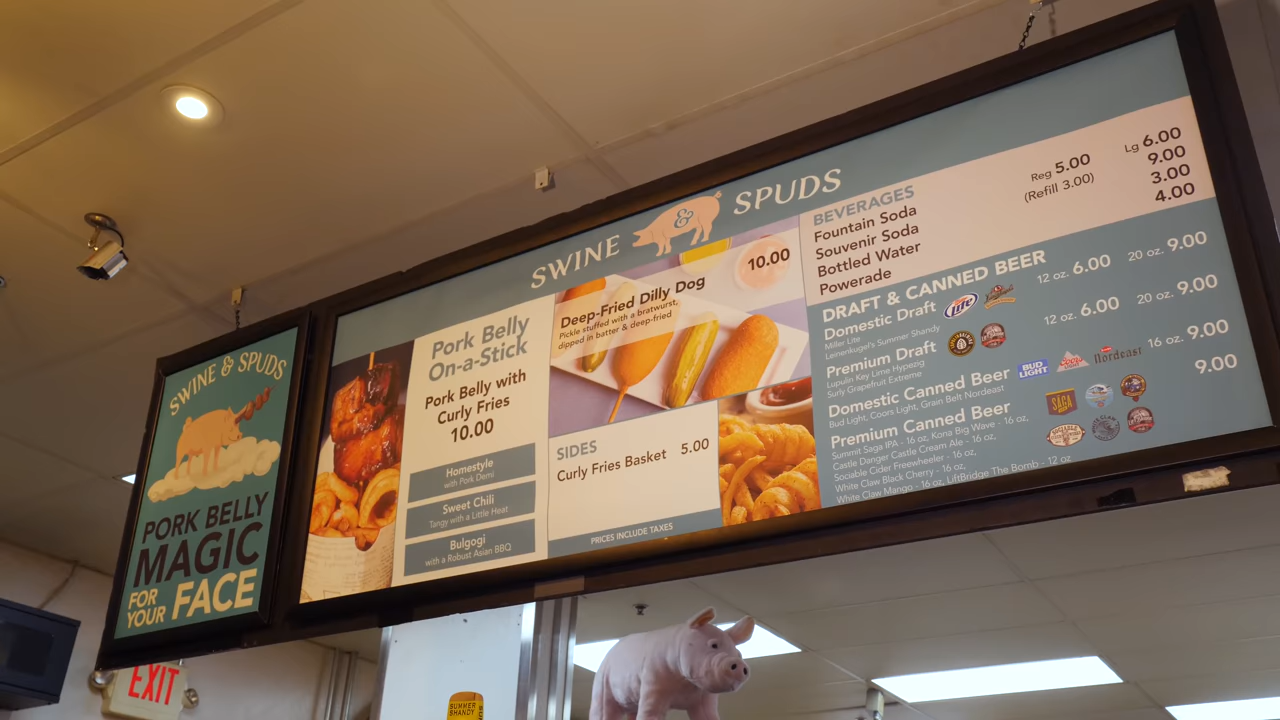 SWINE & SPUDS
PORK BELLY
MAGIC
FOR YOUR FACE
SWINE & SPUDS
Pork Belly
On-a-Stick
Pork Belly with
Curly Fries
10.00
Homestyle
with Pork Demi
Sweet Chili
Tangy with a Little Heat
Bulgogi
with a Robust Asian BBQ
Deep-Fried Dilly Dog 10.00
Pickle stuffed with a bratwurst,
dipped in batter & deep-fried
SIDES
Curly Fries Basket 5.00
PRICES INCLUDE TAXES
BEVERAGES
Fountain Soda Reg 5.00 Lg 6.00
Souvenir Soda (Refill 3.00) 9.00
Bottled Water 3.00
Powerade 4.00
DRAFT & CANNED BEER
Domestic Draft Lite 12 oz. 6.00 20 oz. 9.00
Miller Lite
Leinenkugel's Summer Shandy
Premium Draft 12 oz. 6.00 20 oz. 9.00
Lupulin Key Lime Hypezig
Surly Grapefruit Extreme
Domestic Canned Beer BUD LIGHT Nordeast 16 oz. 9.00
Bud Light, Coors Light, Grain Belt Nordeast
Premium Canned Beer SAGA 9.00
Summit Saga IPA - 16 oz, Kona Big Wave - 16 oz,
Castle Danger Castle Cream Ale - 16 oz,
Sociable Cider Freewheeler - 16 oz,
White Claw Black Cherry - 16 oz,
White Claw Mango - 16 oz, LiftBridge The Bomb - 12 oz
SOCIABLE
EXIT
SUMMER
SHANDY